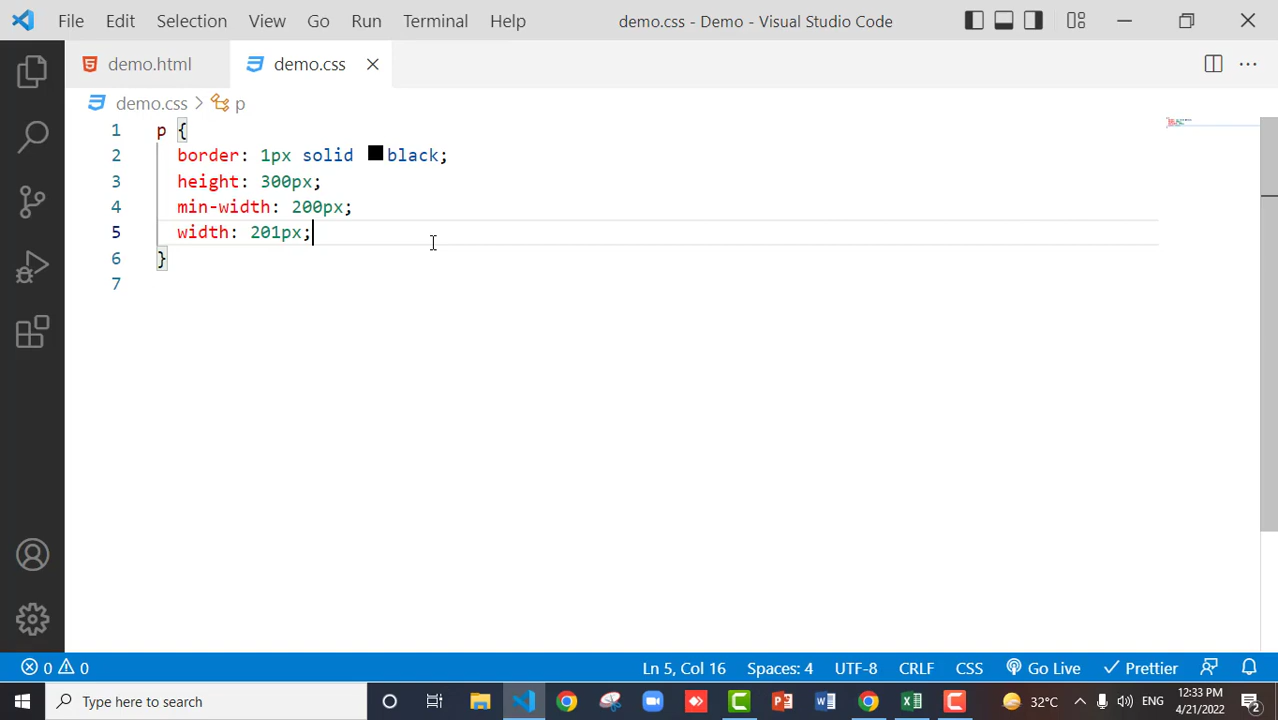 File Edit Selection View Go Run Terminal Help demo.css - Demo - Visual Studio Code
demo.html demo.css
demo.css > p
1 p {
2 border: 1px solid black;
3 height: 300px;
4 min-width: 200px;
5 width: 201px;
6 }
7
0 0 Ln 5, Col 16 Spaces: 4 UTF-8 CRLF CSS Go Live Prettier
Type here to search 32°C ENG 12:33 PM
4/21/2022 2